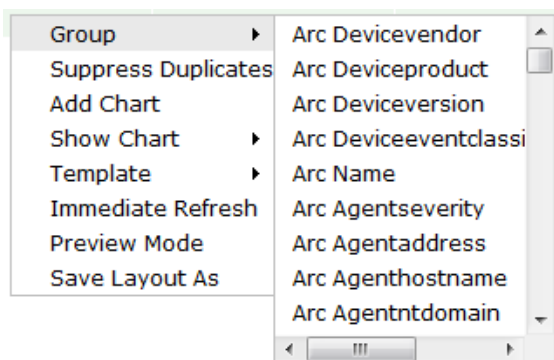 Group
Suppress Duplicates
Add Chart
Show Chart
Template
Immediate Refresh
Preview Mode
Save Layout As
Arc Devicevendor
Arc Deviceproduct
Arc Deviceversion
Arc Deviceeventclassi
Arc Name
Arc Agentseverity
Arc Agentaddress
Arc Agenthostname
Arc Agentntdomain